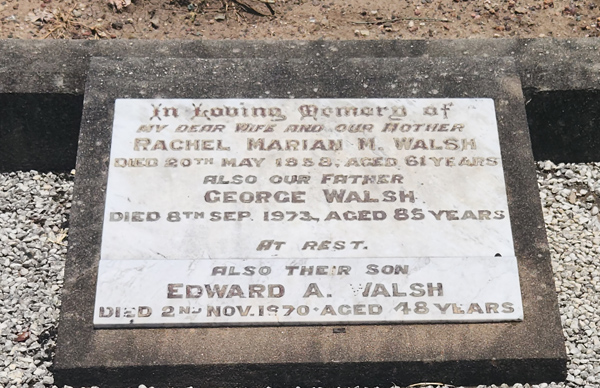 In Loving Memory of
MY DEAR WIFE AND OUR MOTHER
RACHEL MARIAN M. WALSH
DIED 20TH MAY 1958, AGED 61 YEARS
ALSO OUR FATHER
GEORGE WALSH
DIED 8TH SEP. 1973, AGED 85 YEARS
AT REST.
ALSO THEIR SON
EDWARD A. WALSH
DIED 2ND NOV. 1970 · AGED 48 YEARS